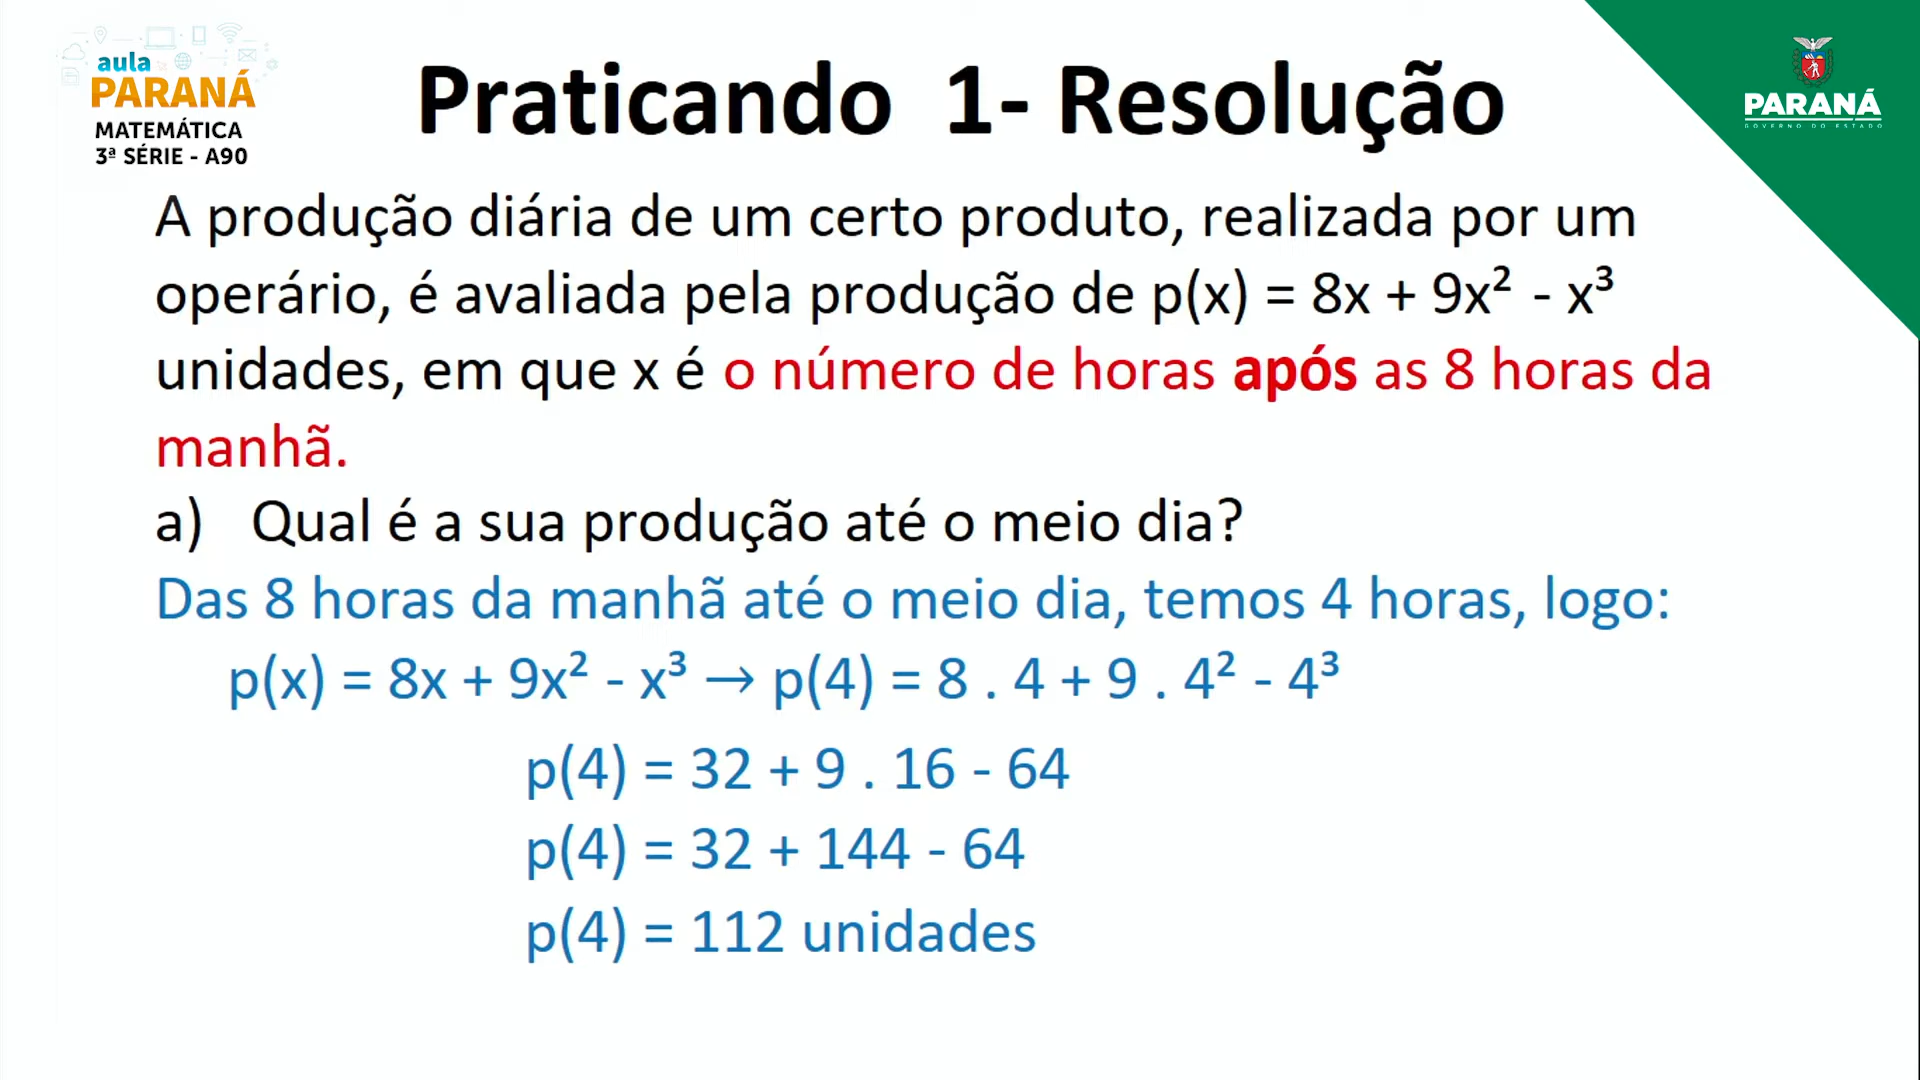 aula
PARANÁ
MATEMÁTICA
3ª SÉRIE - A90
Praticando 1- Resolução
PARANÁ
GOVERNO DO ESTADO
A produção diária de um certo produto, realizada por um
operário, é avaliada pela produção de p(x) = 8x + 9x² - x³
unidades, em que x é o número de horas após as 8 horas da
manhã.
a) Qual é a sua produção até o meio dia?
Das 8 horas da manhã até o meio dia, temos 4 horas, logo:
p(x) = 8x + 9x² - x³ → p(4) = 8 . 4 + 9 . 4² - 4³
p(4) = 32 + 9 . 16 - 64
p(4) = 32 + 144 - 64
p(4) = 112 unidades